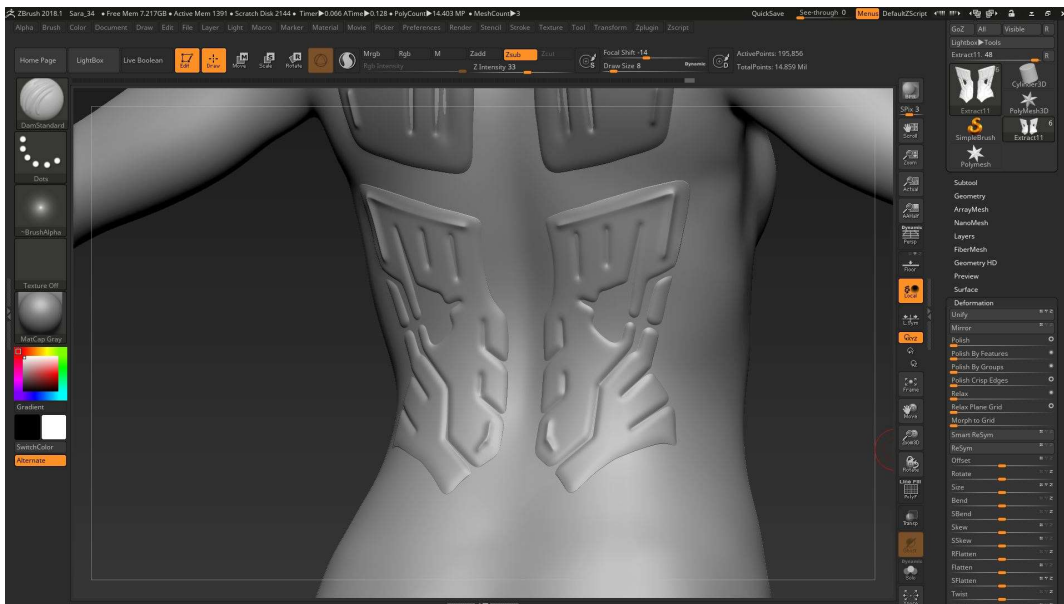 ZBrush 2018.1 Sara_34 • Free Mem 7.217GB • Active Mem 1391 • Scratch Disk 2144 • Timer▶0.066 ATime▶0.128 • PolyCount▶14.403 MP • MeshCount▶3 QuickSave See-through 0 Menus DefaultZScript
Alpha Brush Color Document Draw Edit File Layer Light Macro Marker Material Movie Picker Preferences Render Stencil Stroke Texture Tool Transform Zplugin Zscript
GoZ All Visible R
Lightbox▶Tools
Extract11. 48 R
Home Page LightBox Live Boolean Edit Draw Move Scale Rotate
Mrgb Rgb M
Rgb Intensity
Zadd Zsub Zcut
Z Intensity 33
S
Focal Shift -14
Draw Size 8 Dynamic
D
ActivePoints: 195,856
TotalPoints: 14.859 Mil
DamStandard
Dots
~BrushAlpha
Texture Off
MatCap Gray
Gradient
SwitchColor
Alternate
BPR
SPix 3
Scroll
Zoom
Actual
AAHalf
Dynamic
Persp
Floor
Local
L.Sym
Frame
Move
Zoom3D
Rotate
Line Fill
PolyF
Transp
Dynamic
Solo
6
Extract11
Cylinder3D
PolyMesh3D
SimpleBrush
6
Extract11
Polymesh
Subtool
Geometry
ArrayMesh
NanoMesh
Layers
FiberMesh
Geometry HD
Preview
Surface
Deformation
Unify
Mirror
Polish
Polish By Features
Polish By Groups
Polish Crisp Edges
Relax
Relax Plane Grid
Morph to Grid
Smart ReSym
ReSym
Offset
Rotate
Size
Bend
SBend
Skew
SSkew
RFlatten
Flatten
SFlatten
Twist